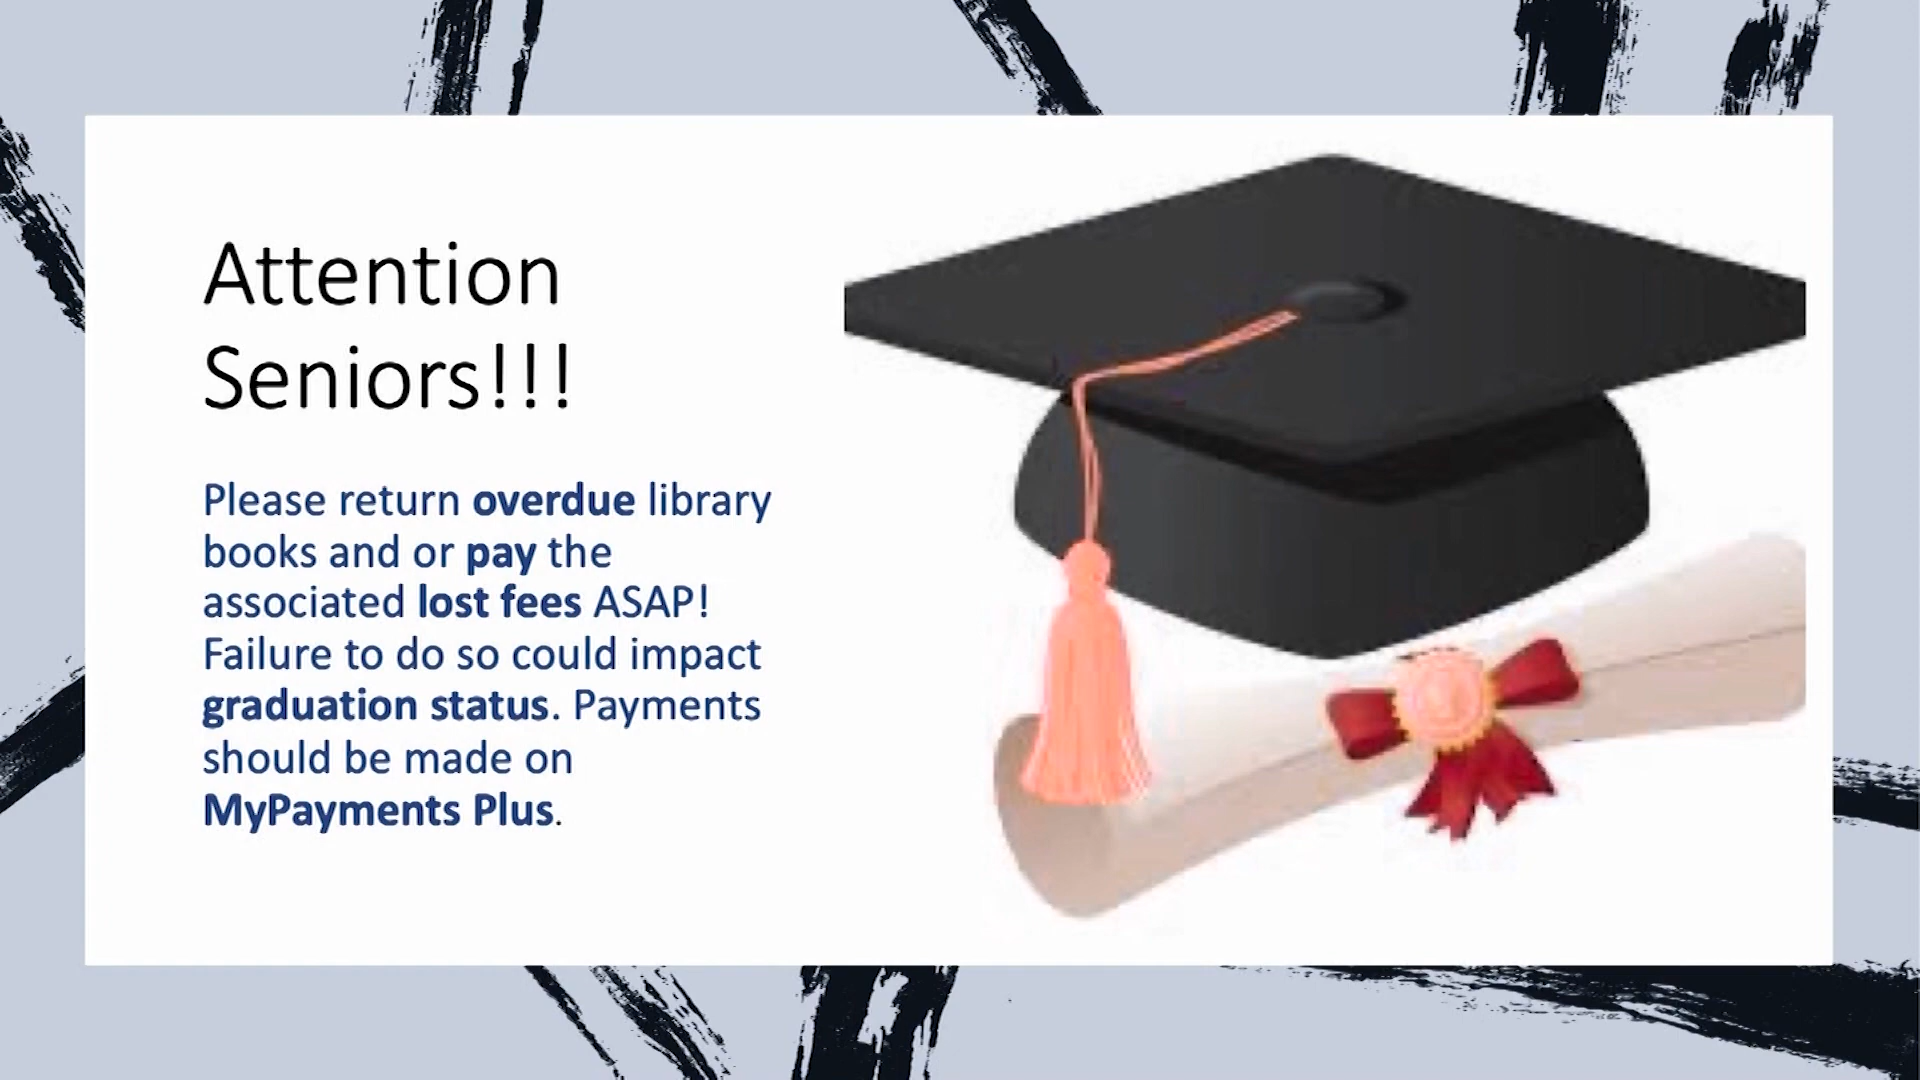 Attention
Seniors!!!
Please return overdue library
books and or pay the
associated lost fees ASAP!
Failure to do so could impact
graduation status. Payments
should be made on
MyPayments Plus.